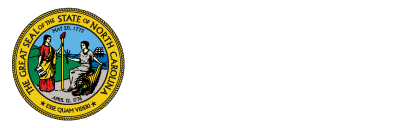 THE GREAT SEAL OF THE STATE OF NORTH CAROLINA
MAY 20, 1775
APRIL 12, 1776
★ ESSE QUAM VIDERI ★